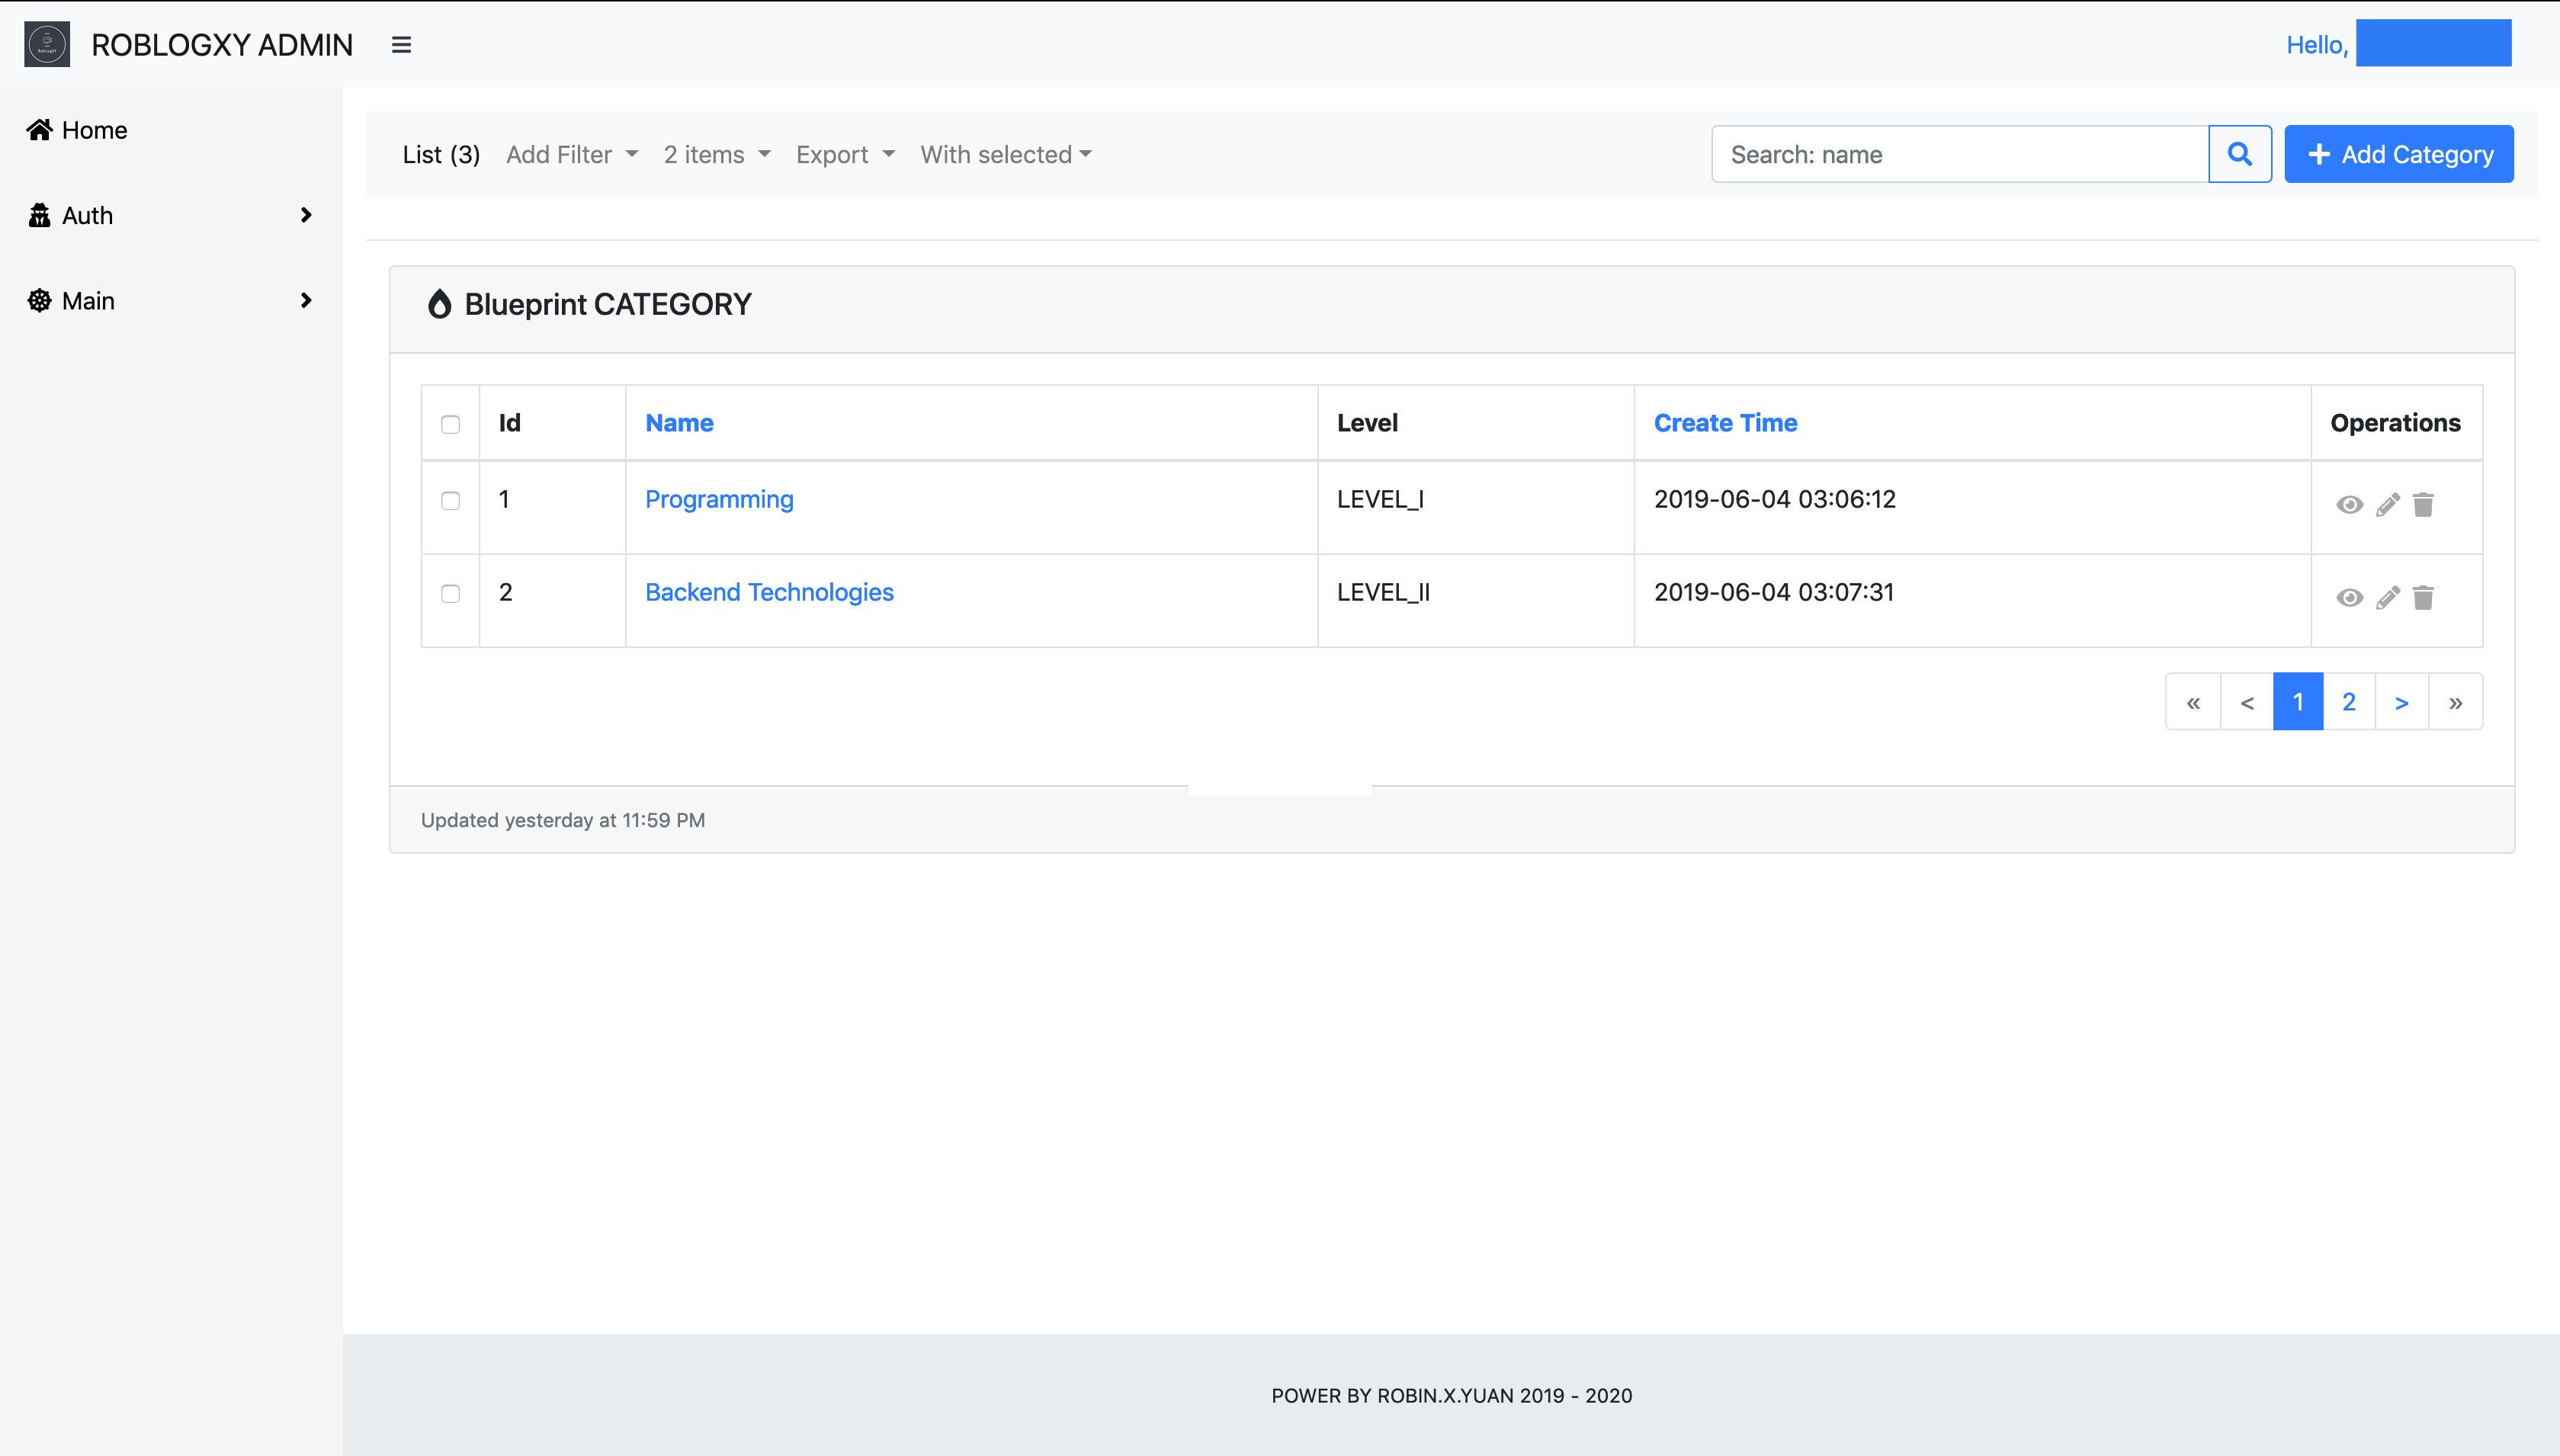 ROBLOGXY ADMIN
Hello,
Home
Auth
Main
List (3) Add Filter 2 items Export With selected Search: name Add Category
Blueprint CATEGORY
Id Name Level Create Time Operations
1 Programming LEVEL_I 2019-06-04 03:06:12
2 Backend Technologies LEVEL_II 2019-06-04 03:07:31
« < 1 2 > »
Updated yesterday at 11:59 PM
POWER BY ROBIN.X.YUAN 2019 - 2020